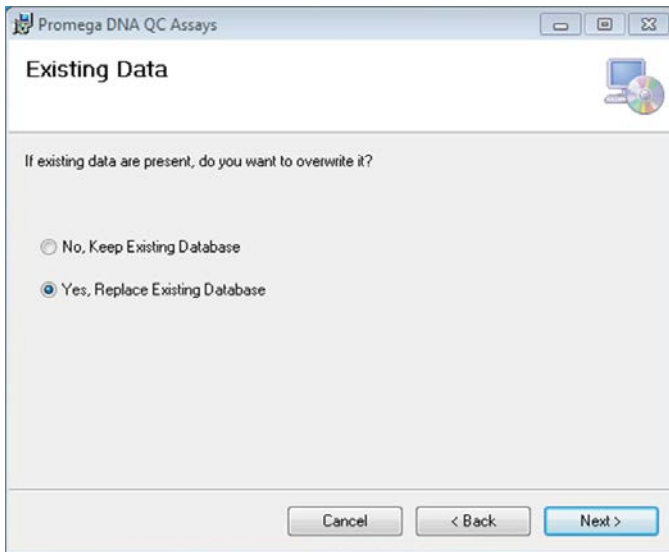 Promega DNA QC Assays
Existing Data
If existing data are present, do you want to overwrite it?
No, Keep Existing Database
Yes, Replace Existing Database
Cancel
< Back
Next >